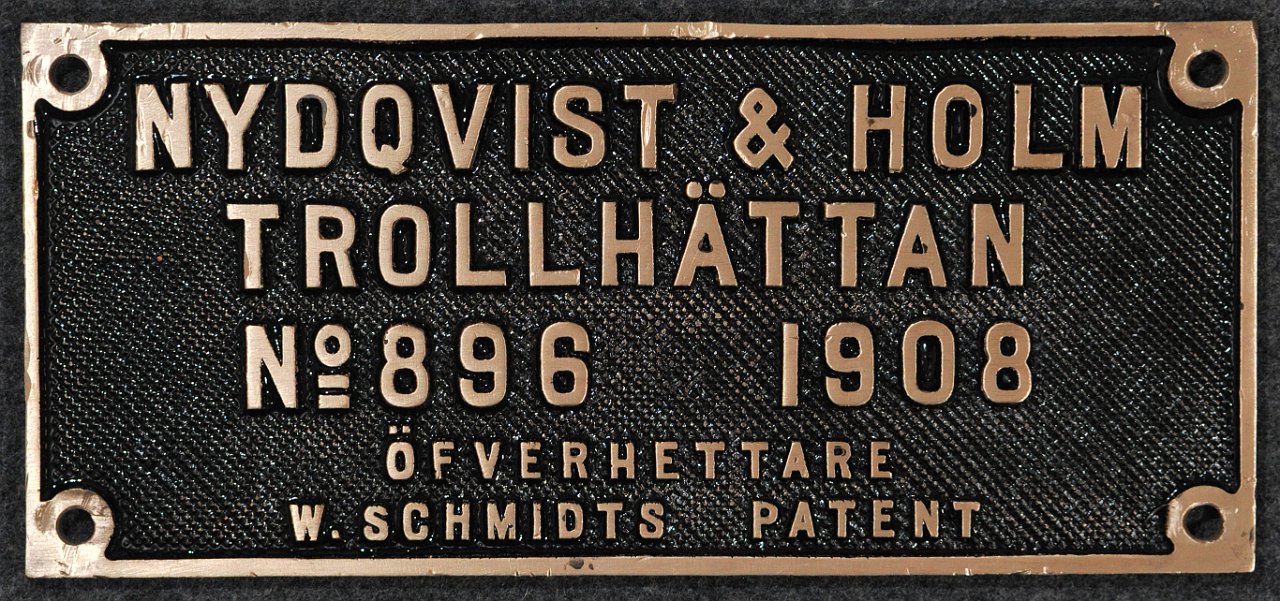 NYDQVIST & HOLM
TROLLHÄTTAN
Nº 896 1908
ÖFVERHETTARE
W. SCHMIDTS PATENT